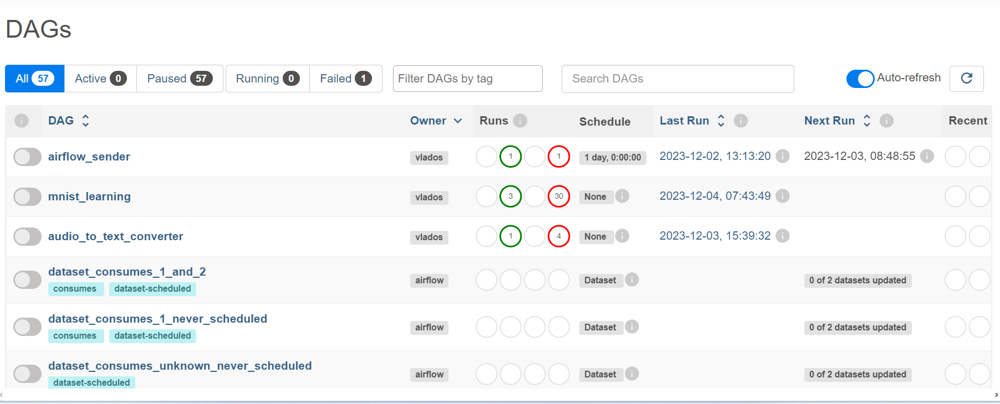 DAGs
All 57 Active 0 Paused 57 Running 0 Failed 1 Filter DAGs by tag Search DAGs Auto-refresh
DAG Owner Runs Schedule Last Run Next Run Recent
airflow_sender vlados 1 1 1 day, 0:00:00 2023-12-02, 13:13:20 2023-12-03, 08:48:55
mnist_learning vlados 3 30 None 2023-12-04, 07:43:49
audio_to_text_converter vlados 1 4 None 2023-12-03, 15:39:32
dataset_consumes_1_and_2 airflow Dataset 0 of 2 datasets updated
consumes dataset-scheduled
dataset_consumes_1_never_scheduled airflow Dataset 0 of 2 datasets updated
consumes dataset-scheduled
dataset_consumes_unknown_never_scheduled airflow Dataset 0 of 2 datasets updated
dataset-scheduled